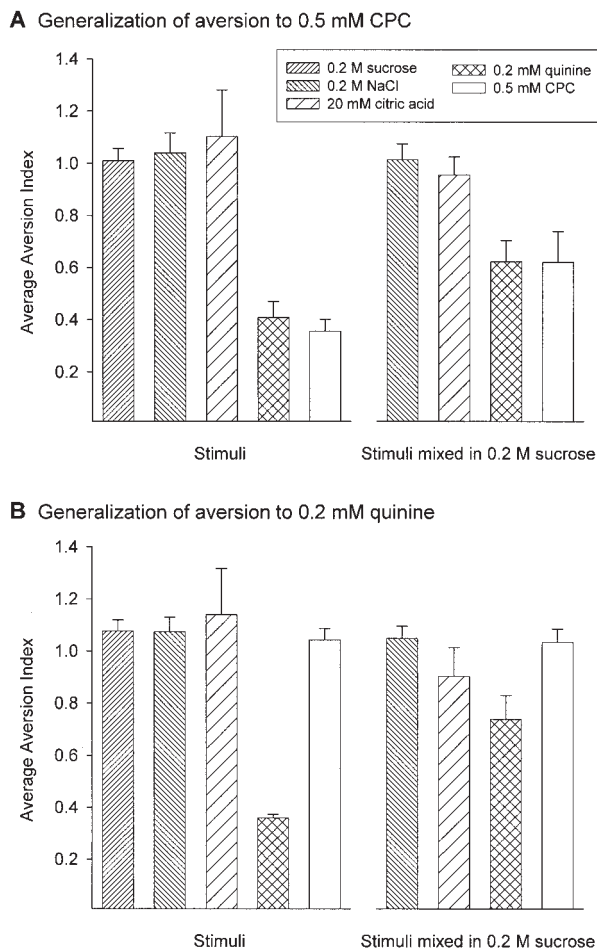 A Generalization of aversion to 0.5 mM CPC
0.2 M sucrose
0.2 M NaCl
20 mM citric acid
0.2 mM quinine
0.5 mM CPC
Average Aversion Index
1.4
1.2
1.0
0.8
0.6
0.4
0.2
Stimuli
Stimuli mixed in 0.2 M sucrose
B Generalization of aversion to 0.2 mM quinine
Average Aversion Index
1.4
1.2
1.0
0.8
0.6
0.4
0.2
Stimuli
Stimuli mixed in 0.2 M sucrose